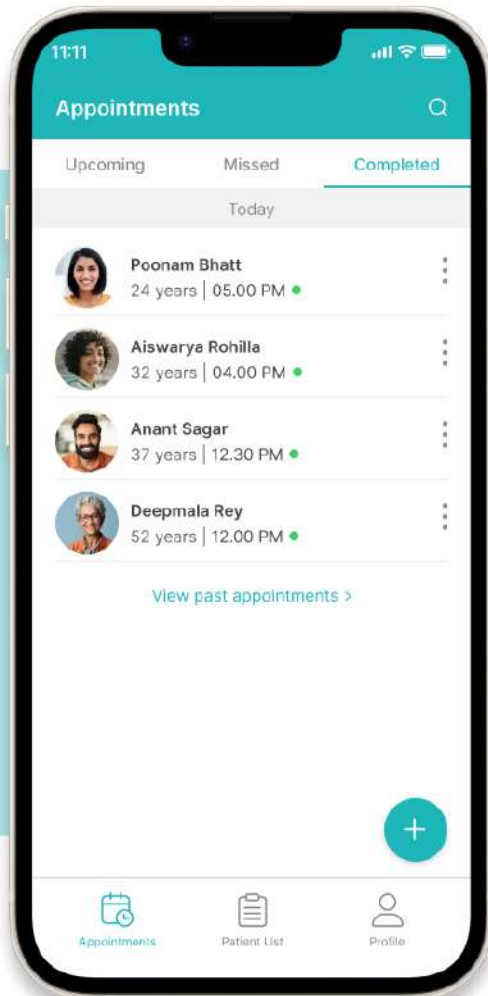 11:11
Appointments
Upcoming Missed Completed
Today
Poonam Bhatt
24 years | 05.00 PM
Aiswarya Rohilla
32 years | 04.00 PM
Anant Sagar
37 years | 12.30 PM
Deepmala Rey
52 years | 12.00 PM
View past appointments >
Appointments Patient List Profile